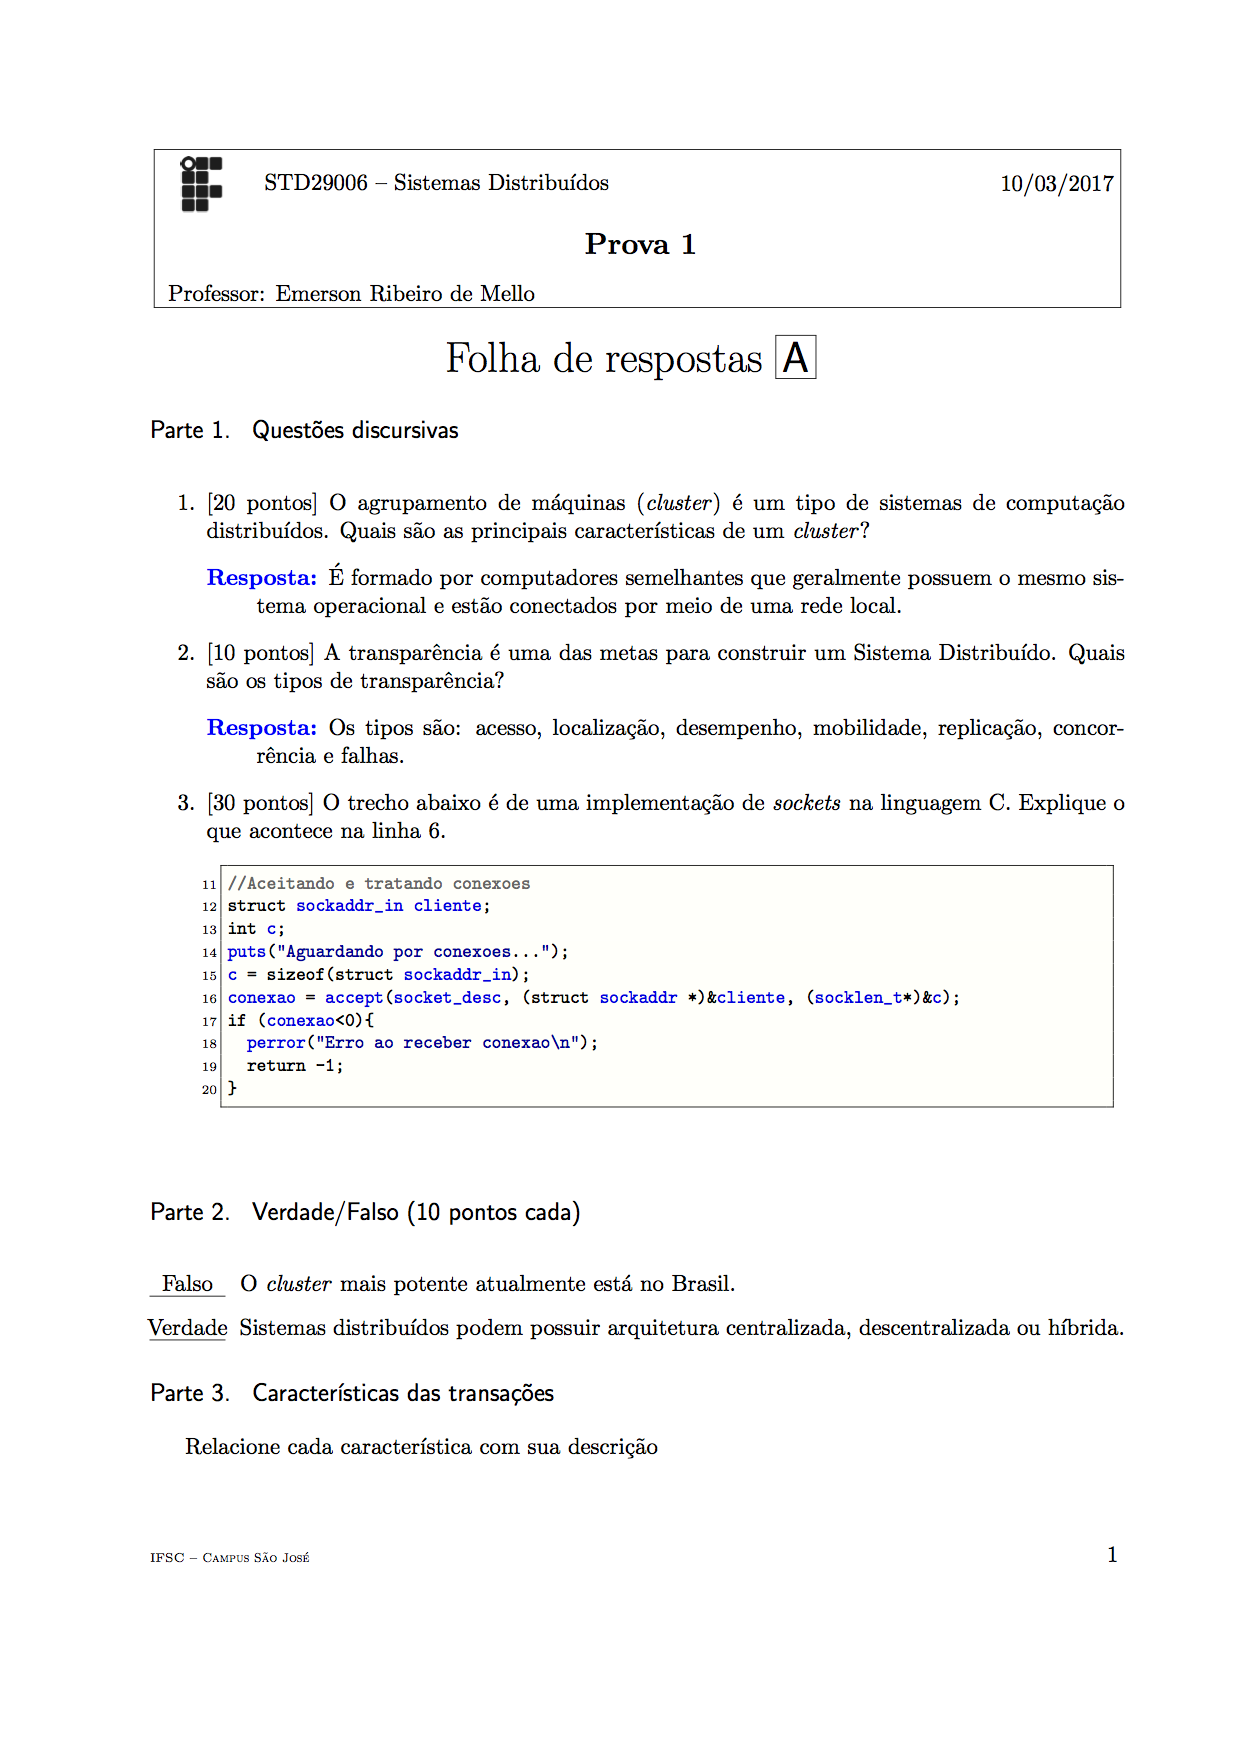 STD29006 – Sistemas Distribuídos 10/03/2017
Prova 1
Professor: Emerson Ribeiro de Mello
Folha de respostas A
Parte 1. Questões discursivas
1. [20 pontos] O agrupamento de máquinas (cluster) é um tipo de sistemas de computação
distribuídos. Quais são as principais características de um cluster?
Resposta: É formado por computadores semelhantes que geralmente possuem o mesmo sis-
tema operacional e estão conectados por meio de uma rede local.
2. [10 pontos] A transparência é uma das metas para construir um Sistema Distribuído. Quais
são os tipos de transparência?
Resposta: Os tipos são: acesso, localização, desempenho, mobilidade, replicação, concor-
rência e falhas.
3. [30 pontos] O trecho abaixo é de uma implementação de sockets na linguagem C. Explique o
que acontece na linha 6.
11 //Aceitando e tratando conexoes
12 struct sockaddr_in cliente;
13 int c;
14 puts("Aguardando por conexoes...");
15 c = sizeof(struct sockaddr_in);
16 conexao = accept(socket_desc, (struct sockaddr *)&cliente, (socklen_t*)&c);
17 if (conexao<0){
18 perror("Erro ao receber conexao\n");
19 return -1;
20 }
Parte 2. Verdade/Falso (10 pontos cada)
Falso O cluster mais potente atualmente está no Brasil.
Verdade Sistemas distribuídos podem possuir arquitetura centralizada, descentralizada ou híbrida.
Parte 3. Características das transações
Relacione cada característica com sua descrição
IFSC – Campus São José 1